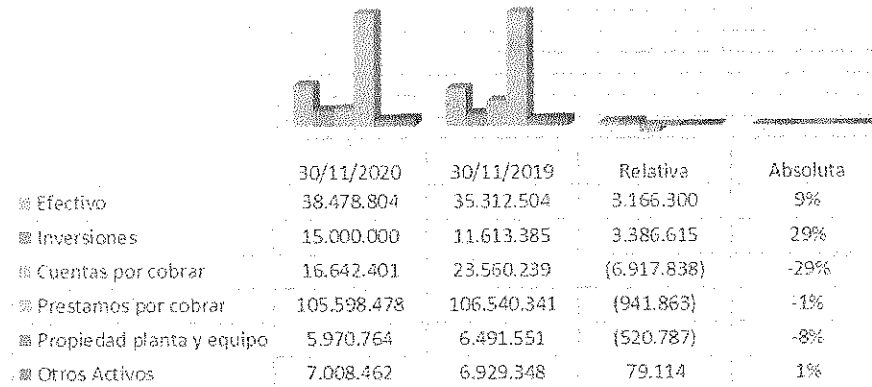 30/11/2020 30/11/2019 Relativa Absoluta
Efectivo 38.478.804 35.312.504 3.166.300 9%
Inversiones 15.000.000 11.613.385 3.386.615 29%
Cuentas por cobrar 16.642.401 23.560.239 (6.917.838) -29%
Prestamos por cobrar 105.598.478 106.540.341 (941.863) -1%
Propiedad planta y equipo 5.970.764 6.491.551 (520.787) -8%
Otros Activos 7.008.462 6.929.348 79.114 1%